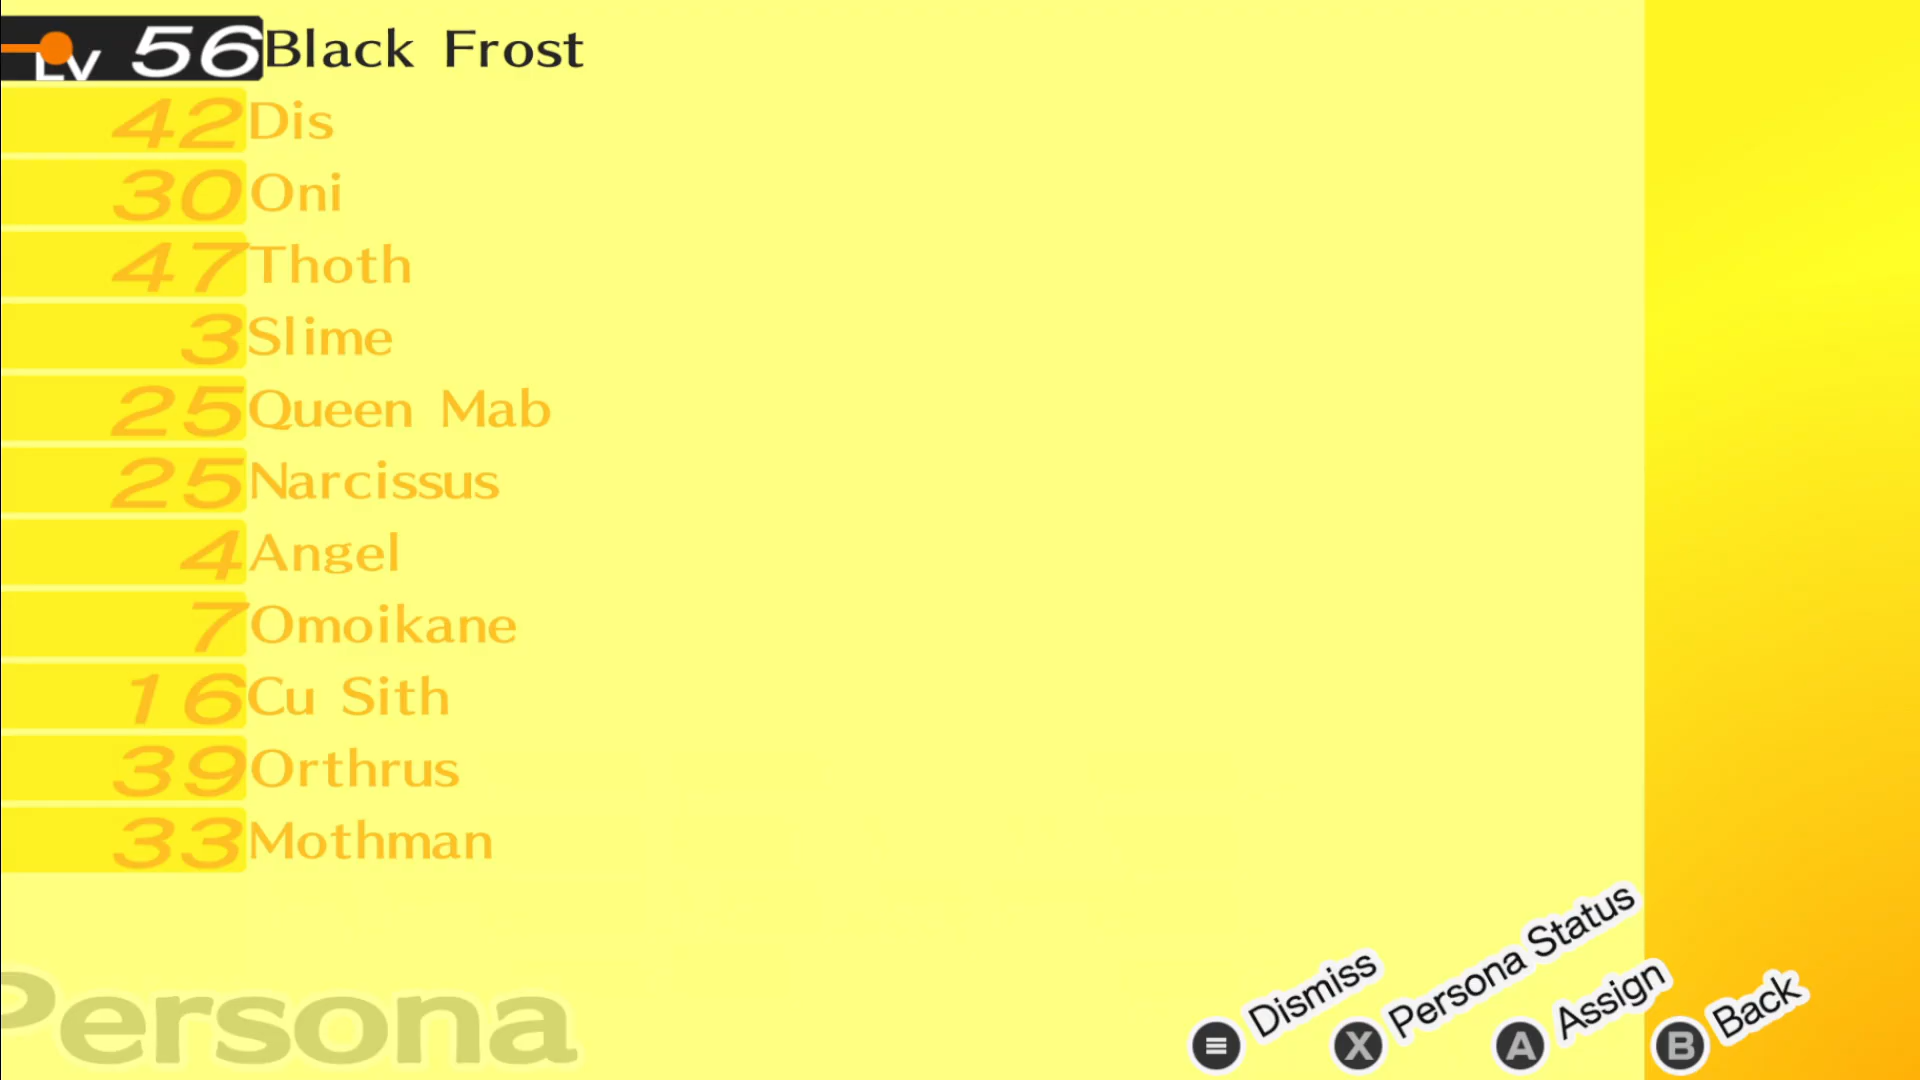 Lv 56 Black Frost
42 Dis
30 Oni
47 Thoth
3 Slime
25 Queen Mab
25 Narcissus
4 Angel
7 Omoikane
16 Cu Sith
39 Orthrus
33 Mothman
Persona
Dismiss
X Persona Status
A Assign
B Back